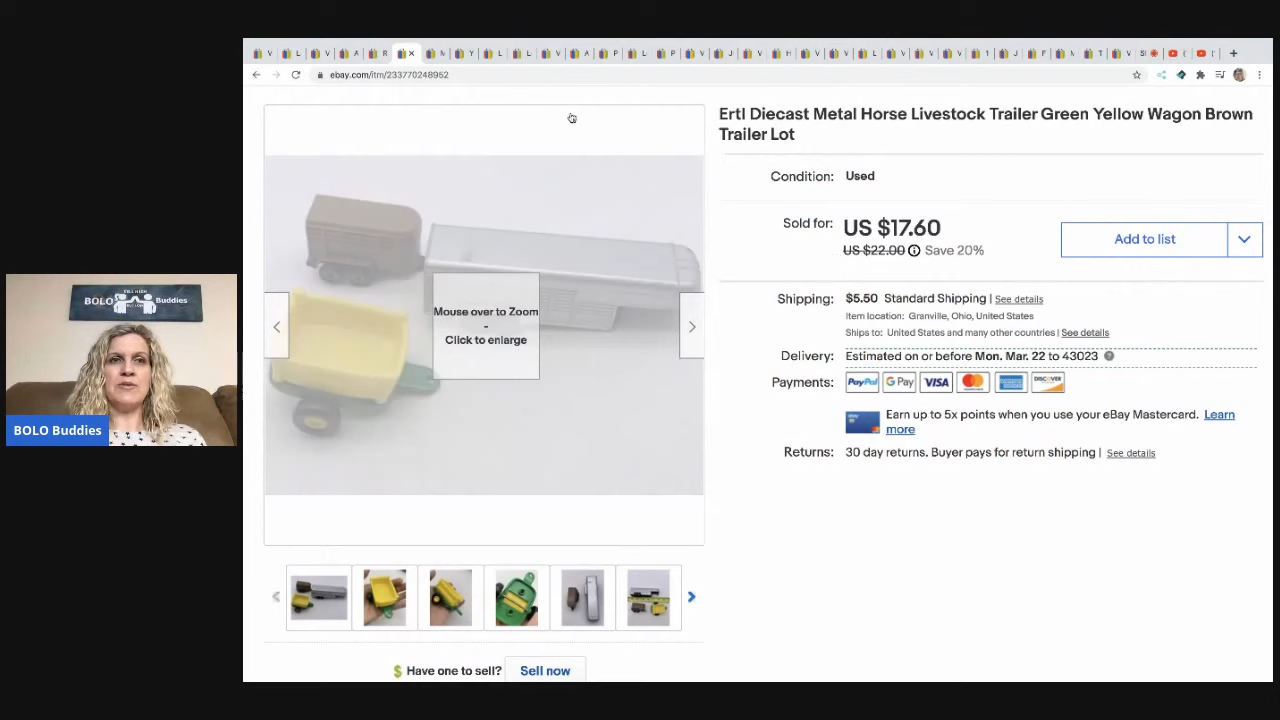 ebay.com/itm/233770248952
Ertl Diecast Metal Horse Livestock Trailer Green Yellow Wagon Brown
Trailer Lot
Condition: Used
Sold for: US $17.60
US $22.00 Save 20%
Add to list
Mouse over to Zoom
-
Click to enlarge
Shipping: $5.50 Standard Shipping | See details
Item location: Granville, Ohio, United States
Ships to: United States and many other countries | See details
Delivery: Estimated on or before Mon. Mar. 22 to 43023
Payments: PayPal G Pay VISA
DISCOVER
Earn up to 5x points when you use your eBay Mastercard. Learn
more
Returns: 30 day returns. Buyer pays for return shipping | See details
Have one to sell? Sell now
BOLO Buddies
BOLO Buddies